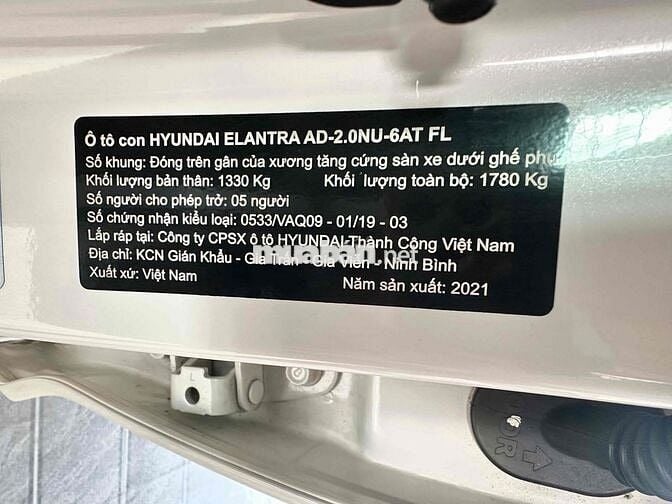 Ô tô con HYUNDAI ELANTRA AD-2.0NU-6AT FL
Số khung: Đóng trên gân của xương tăng cứng sàn xe dưới ghế phụ
Khối lượng bản thân: 1330 Kg Khối lượng toàn bộ: 1780 Kg
Số người cho phép trở: 05 người
Số chứng nhận kiểu loại: 0533/VAQ09 - 01/19 - 03
Lắp ráp tại: Công ty CPSX ô tô HYUNDAI Thành Công Việt Nam
muaban.net
Địa chỉ: KCN Gián Khẩu - Gia Trấn - Gia Viễn - Ninh Bình
Xuất xứ: Việt Nam Năm sản xuất: 2021
L
DR